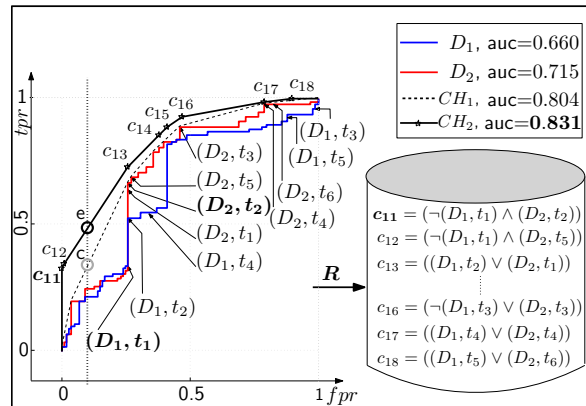 D₁, auc=0.660
D₂, auc=0.715
CH₁, auc=0.804
CH₂, auc=0.831
tpr
1
0.5
0
0
0.5
1
fpr
c₁₇
c₁₈
c₁₆
c₁₅
c₁₄
c₁₃
c₁₂
c₁₁
e
c
(D₁, t₃)
(D₂, t₃)
(D₁, t₅)
(D₂, t₅)
(D₂, t₆)
(D₂, t₂)
(D₂, t₄)
(D₂, t₁)
(D₁, t₄)
(D₁, t₂)
(D₁, t₁)
R
c₁₁ = (¬(D₁, t₁) ∧ (D₂, t₂))
c₁₂ = (¬(D₁, t₁) ∧ (D₂, t₅))
c₁₃ = ((D₁, t₂) ∨ (D₂, t₁))
⋮
c₁₆ = (¬(D₁, t₃) ∨ (D₂, t₃))
c₁₇ = ((D₁, t₄) ∨ (D₂, t₄))
c₁₈ = ((D₁, t₅) ∨ (D₂, t₆))